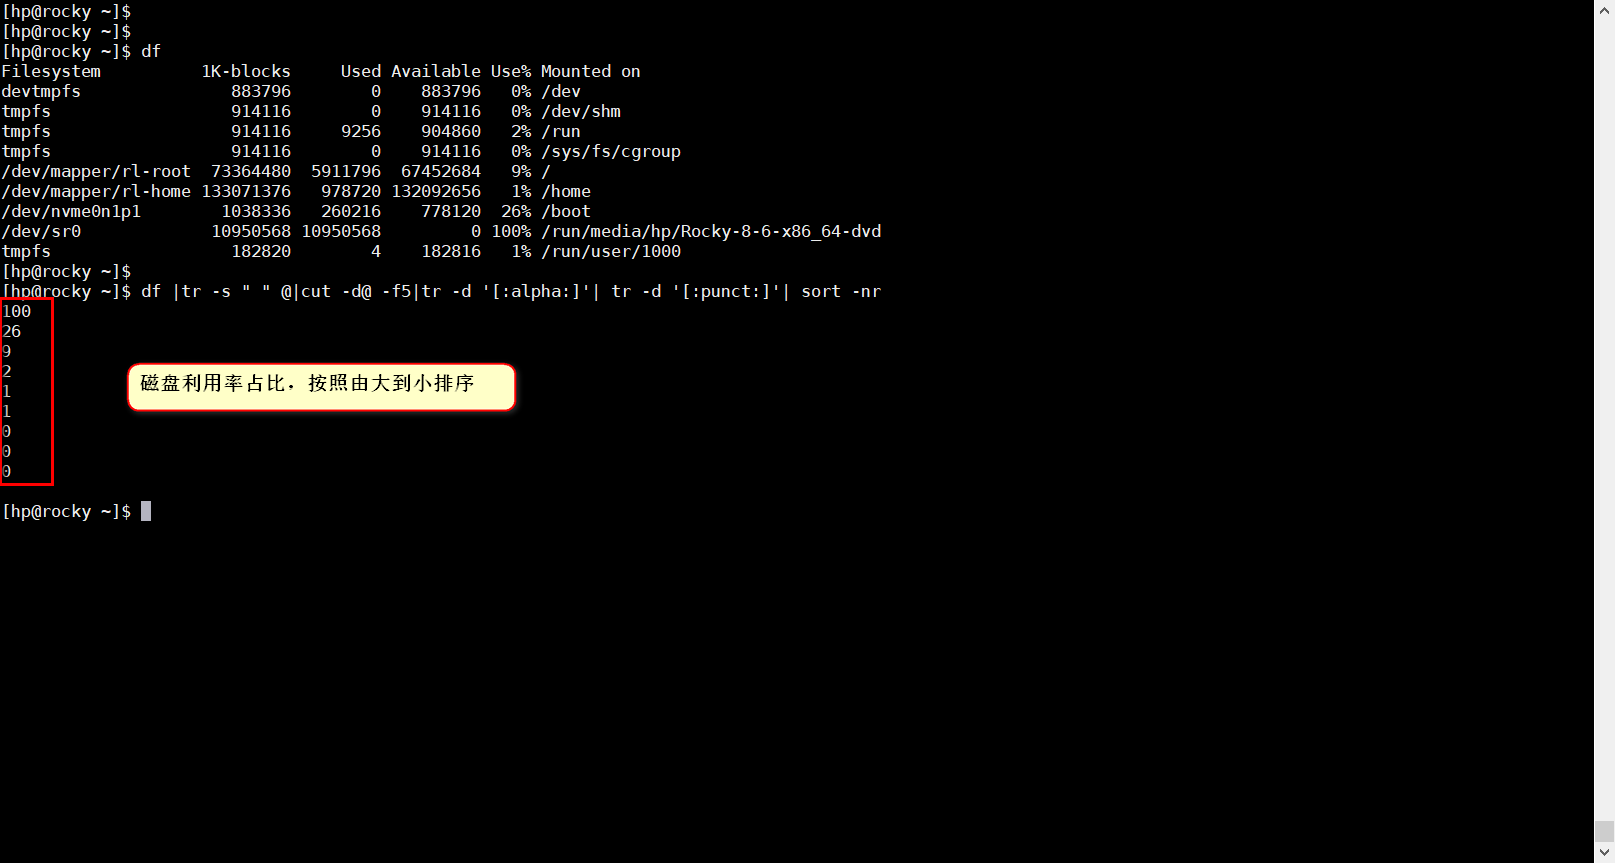 [hp@rocky ~]$
[hp@rocky ~]$
[hp@rocky ~]$ df
Filesystem          1K-blocks     Used Available Use% Mounted on
devtmpfs               883796        0    883796   0% /dev
tmpfs                  914116        0    914116   0% /dev/shm
tmpfs                  914116     9256    904860   2% /run
tmpfs                  914116        0    914116   0% /sys/fs/cgroup
/dev/mapper/rl-root  73364480  5911796  67452684   9% /
/dev/mapper/rl-home 133071376   978720 132092656   1% /home
/dev/nvme0n1p1        1038336   260216    778120  26% /boot
/dev/sr0             10950568 10950568         0 100% /run/media/hp/Rocky-8-6-x86_64-dvd
tmpfs                  182820        4    182816   1% /run/user/1000
[hp@rocky ~]$
[hp@rocky ~]$ df |tr -s " " @|cut -d@ -f5|tr -d '[:alpha:]'| tr -d '[:punct:]'| sort -nr
100
26
9
2
磁盘利用率占比．按照由大到小排序
1
1
0
0
0
[hp@rocky ~]$